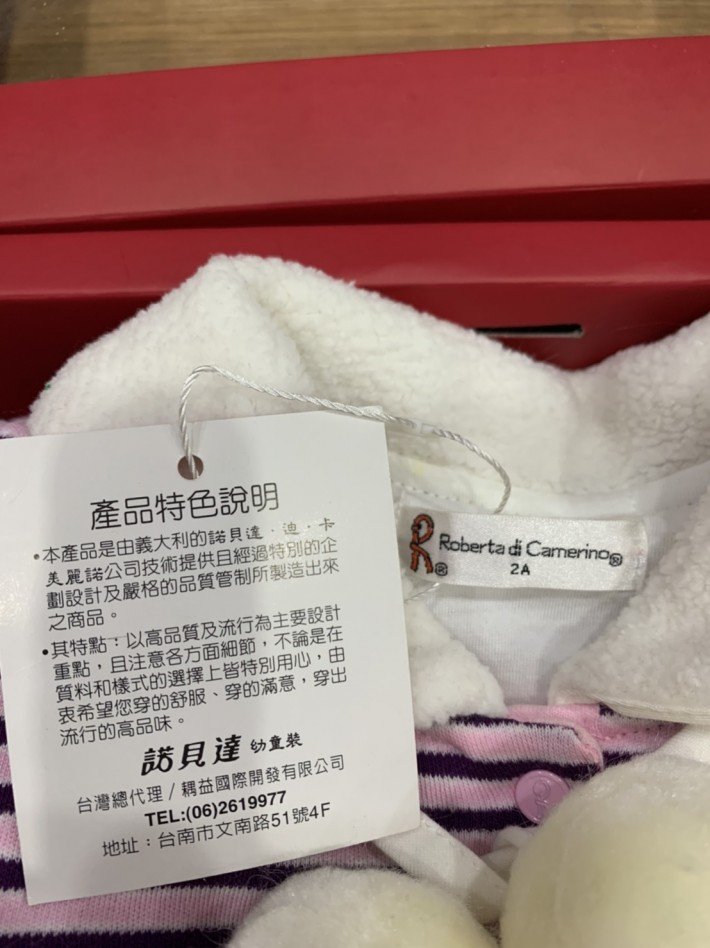 產品特色說明
•本產品是由義大利的諾貝達・迪・卡
美麗諾公司技術提供且經過特別的企
劃設計及嚴格的品質管制所製造出來
之商品。
•其特點：以高品質及流行為主要設計
重點，且注意各方面細節，不論是在
質料和樣式的選擇上皆特別用心，由
衷希望您穿的舒服、穿的滿意，穿出
流行的高品味。
諾貝達 幼童裝
台灣總代理/耦益國際開發有限公司
TEL:(06)2619977
地址：台南市文南路51號4F
R® Roberta di Camerino®
2A